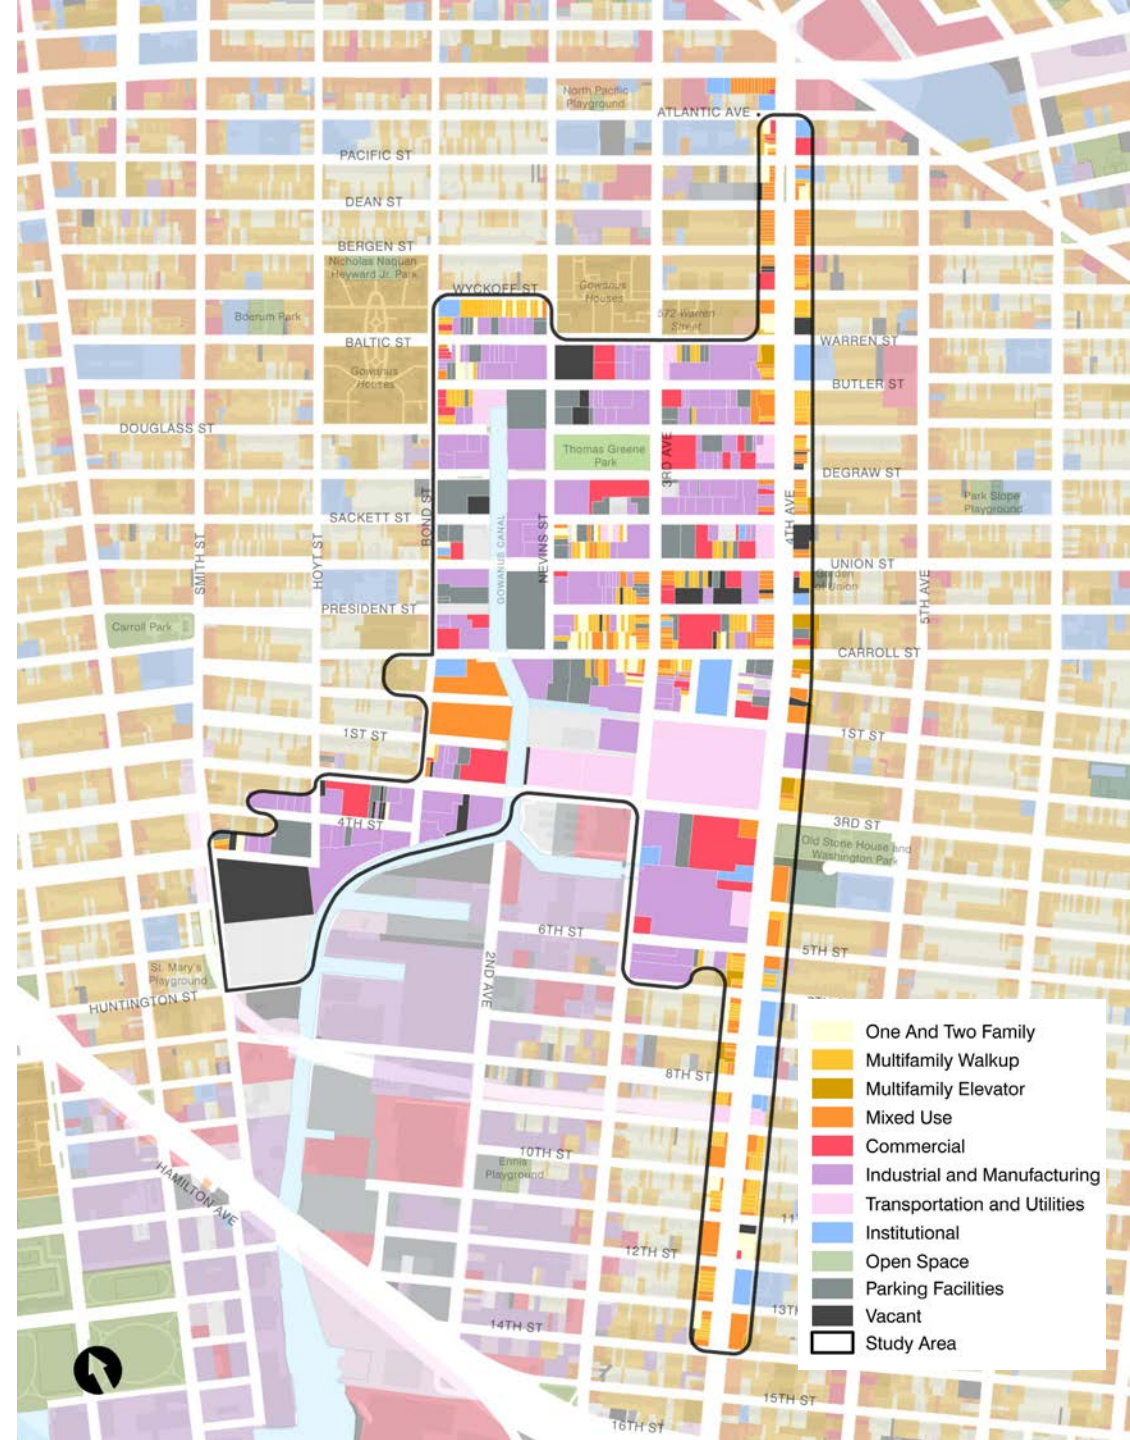 North Pacific
Playground
ATLANTIC AVE
PACIFIC ST
DEAN ST
BERGEN ST
Nicholas Naquan
Heyward Jr. Park
WYCKOFF ST
Gowanus
Houses
Boerum Park
572 Warren
Street
BALTIC ST
WARREN ST
Gowanus
Houses
BUTLER ST
DOUGLASS ST
Thomas Greene
Park
3RD AVE
DEGRAW ST
BOND ST
SACKETT ST
GOWANUS CANAL
NEVINS ST
4TH AVE
Park Slope
Playground
SMITH ST
HOYT ST
UNION ST
Garden
of Union
5TH AVE
PRESIDENT ST
Carroll Park
CARROLL ST
1ST ST
1ST ST
4TH ST
3RD ST
Old Stone House and
Washington Park
6TH ST
5TH ST
2ND AVE
St. Mary's
Playground
HUNTINGTON ST
8TH ST
10TH ST
Ennis
Playground
HAMILTON AVE
11
12TH ST
13TH
14TH ST
15TH ST
16TH ST
One And Two Family
Multifamily Walkup
Multifamily Elevator
Mixed Use
Commercial
Industrial and Manufacturing
Transportation and Utilities
Institutional
Open Space
Parking Facilities
Vacant
Study Area